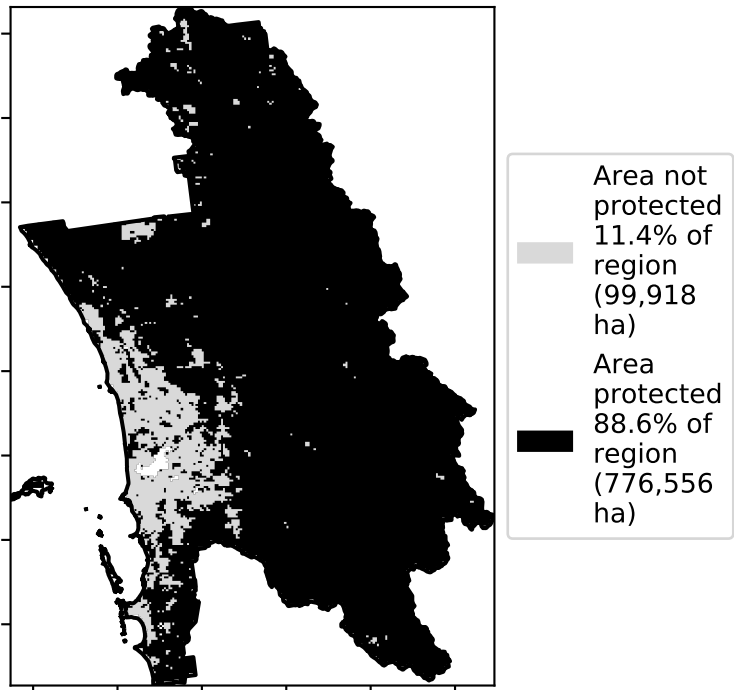 Area not
protected
11.4% of
region
(99,918
ha)
Area
protected
88.6% of
region
(776,556
ha)